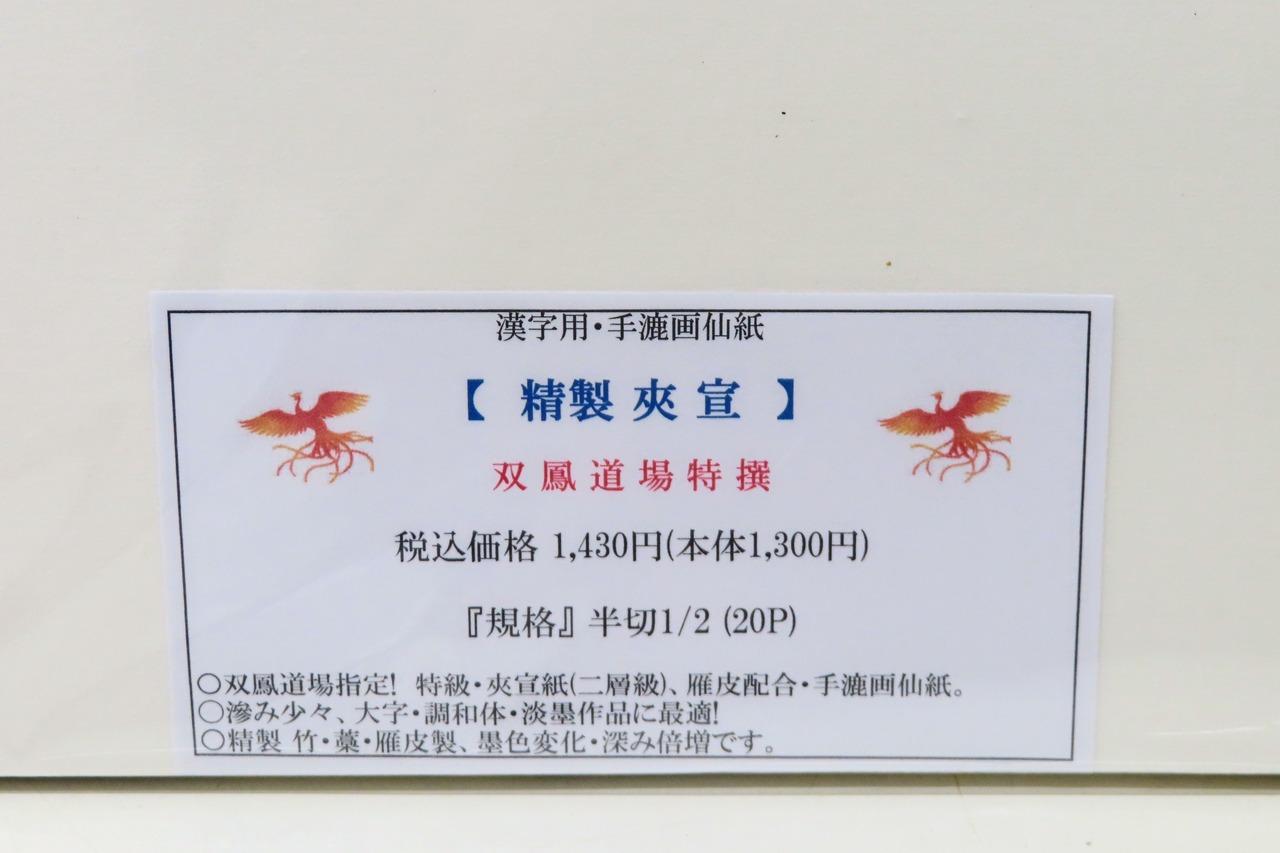 漢字用・手漉画仙紙
【 精製 夾 宣 】
双鳳道場特撰
税込価格 1,430円(本体1,300円)
『規格』半切1/2 (20P)
○双鳳道場指定! 特級・夾宣紙(二層級)、雁皮配合・手漉画仙紙。
○滲み少々、大字・調和体・淡墨作品に最適!
○精製 竹・藁・雁皮製、墨色変化・深み倍増です。